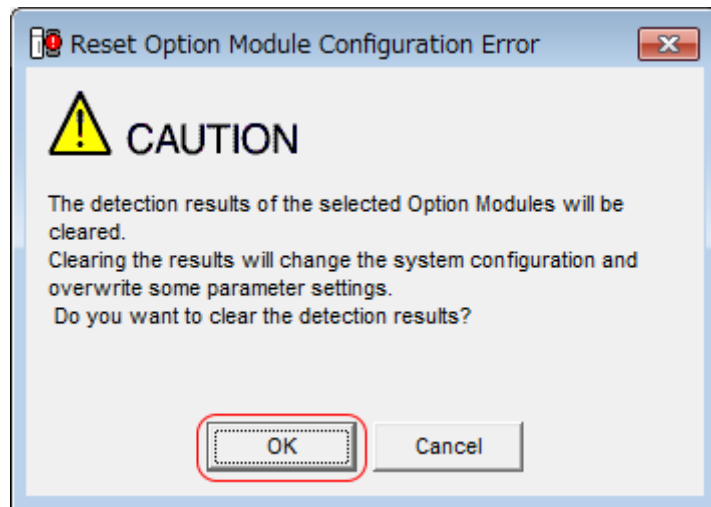 Reset Option Module Configuration Error
CAUTION
The detection results of the selected Option Modules will be
cleared.
Clearing the results will change the system configuration and
overwrite some parameter settings.
Do you want to clear the detection results?
OK
Cancel